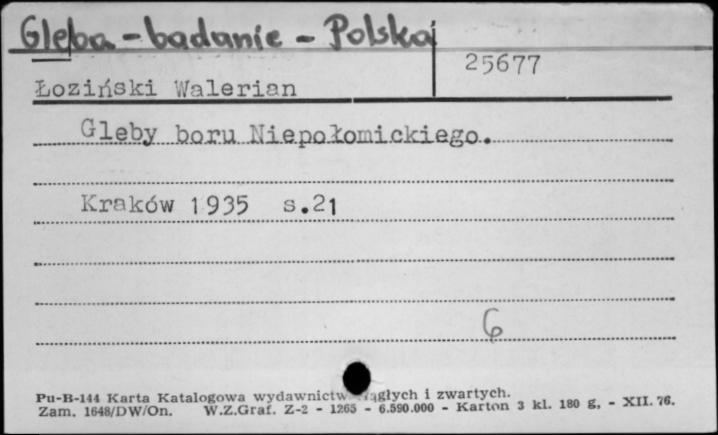 Gleba - badanie - Polska
25677
Łoziński Walerian
Gleby boru Niepołomickiego.
Kraków 1935 s.21
6
Pu-B-144 Karta Katalogowa wydawnictw i zwartych.
Zam. 1648/DW/On. W.Z.Graf. Z-2 - 1265 - 6.590.000 - Karton 3 kl. 180 g. - XII. 76.